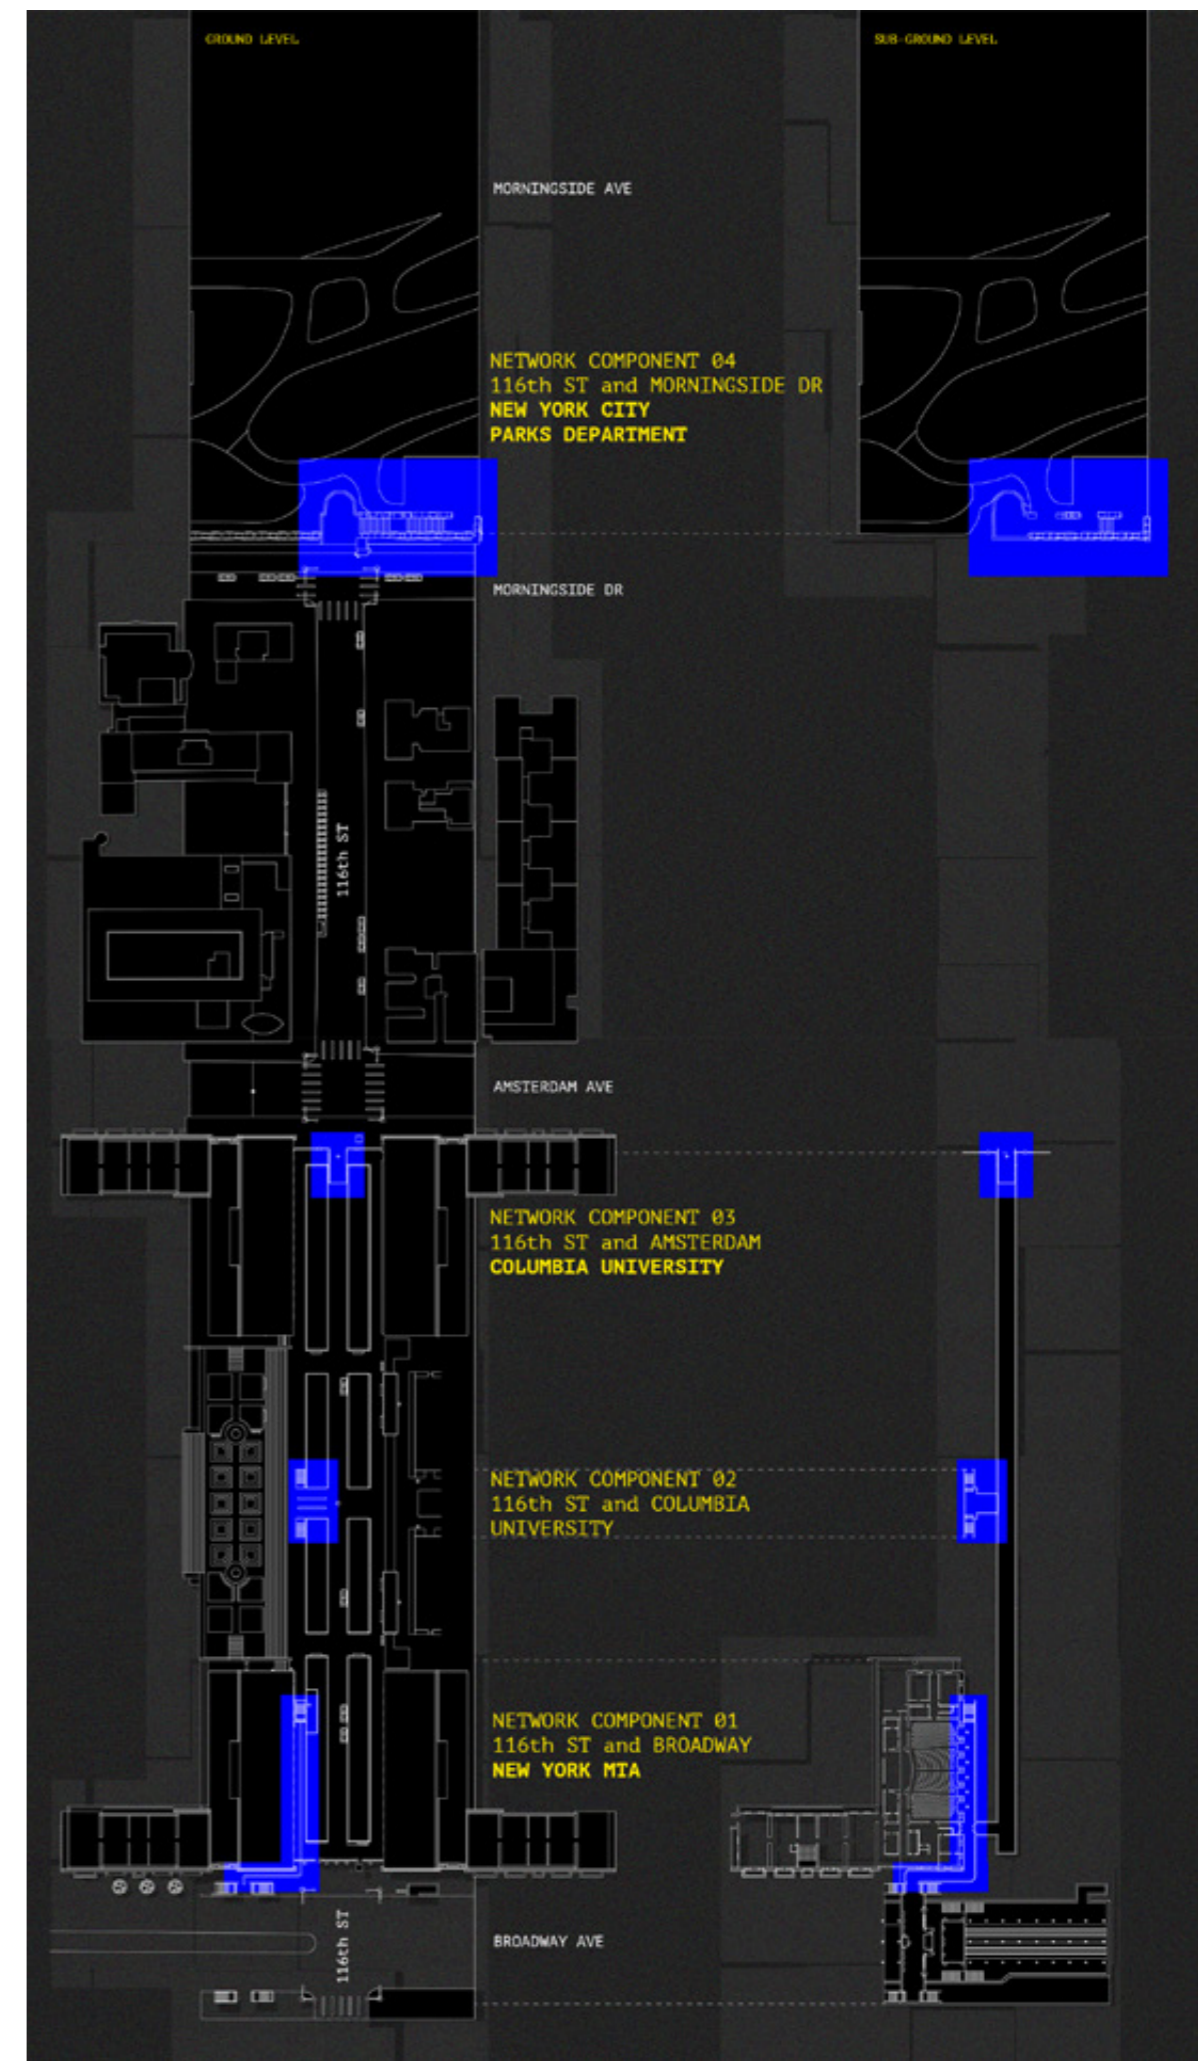 GROUND LEVEL
SUB-GROUND LEVEL
MORNINGSIDE AVE
NETWORK COMPONENT 04
116th ST and MORNINGSIDE DR
NEW YORK CITY
PARKS DEPARTMENT
MORNINGSIDE DR
116th ST
AMSTERDAM AVE
NETWORK COMPONENT 03
116th ST and AMSTERDAM
COLUMBIA UNIVERSITY
NETWORK COMPONENT 02
116th ST and COLUMBIA
UNIVERSITY
NETWORK COMPONENT 01
116th ST and BROADWAY
NEW YORK MTA
116th ST
BROADWAY AVE